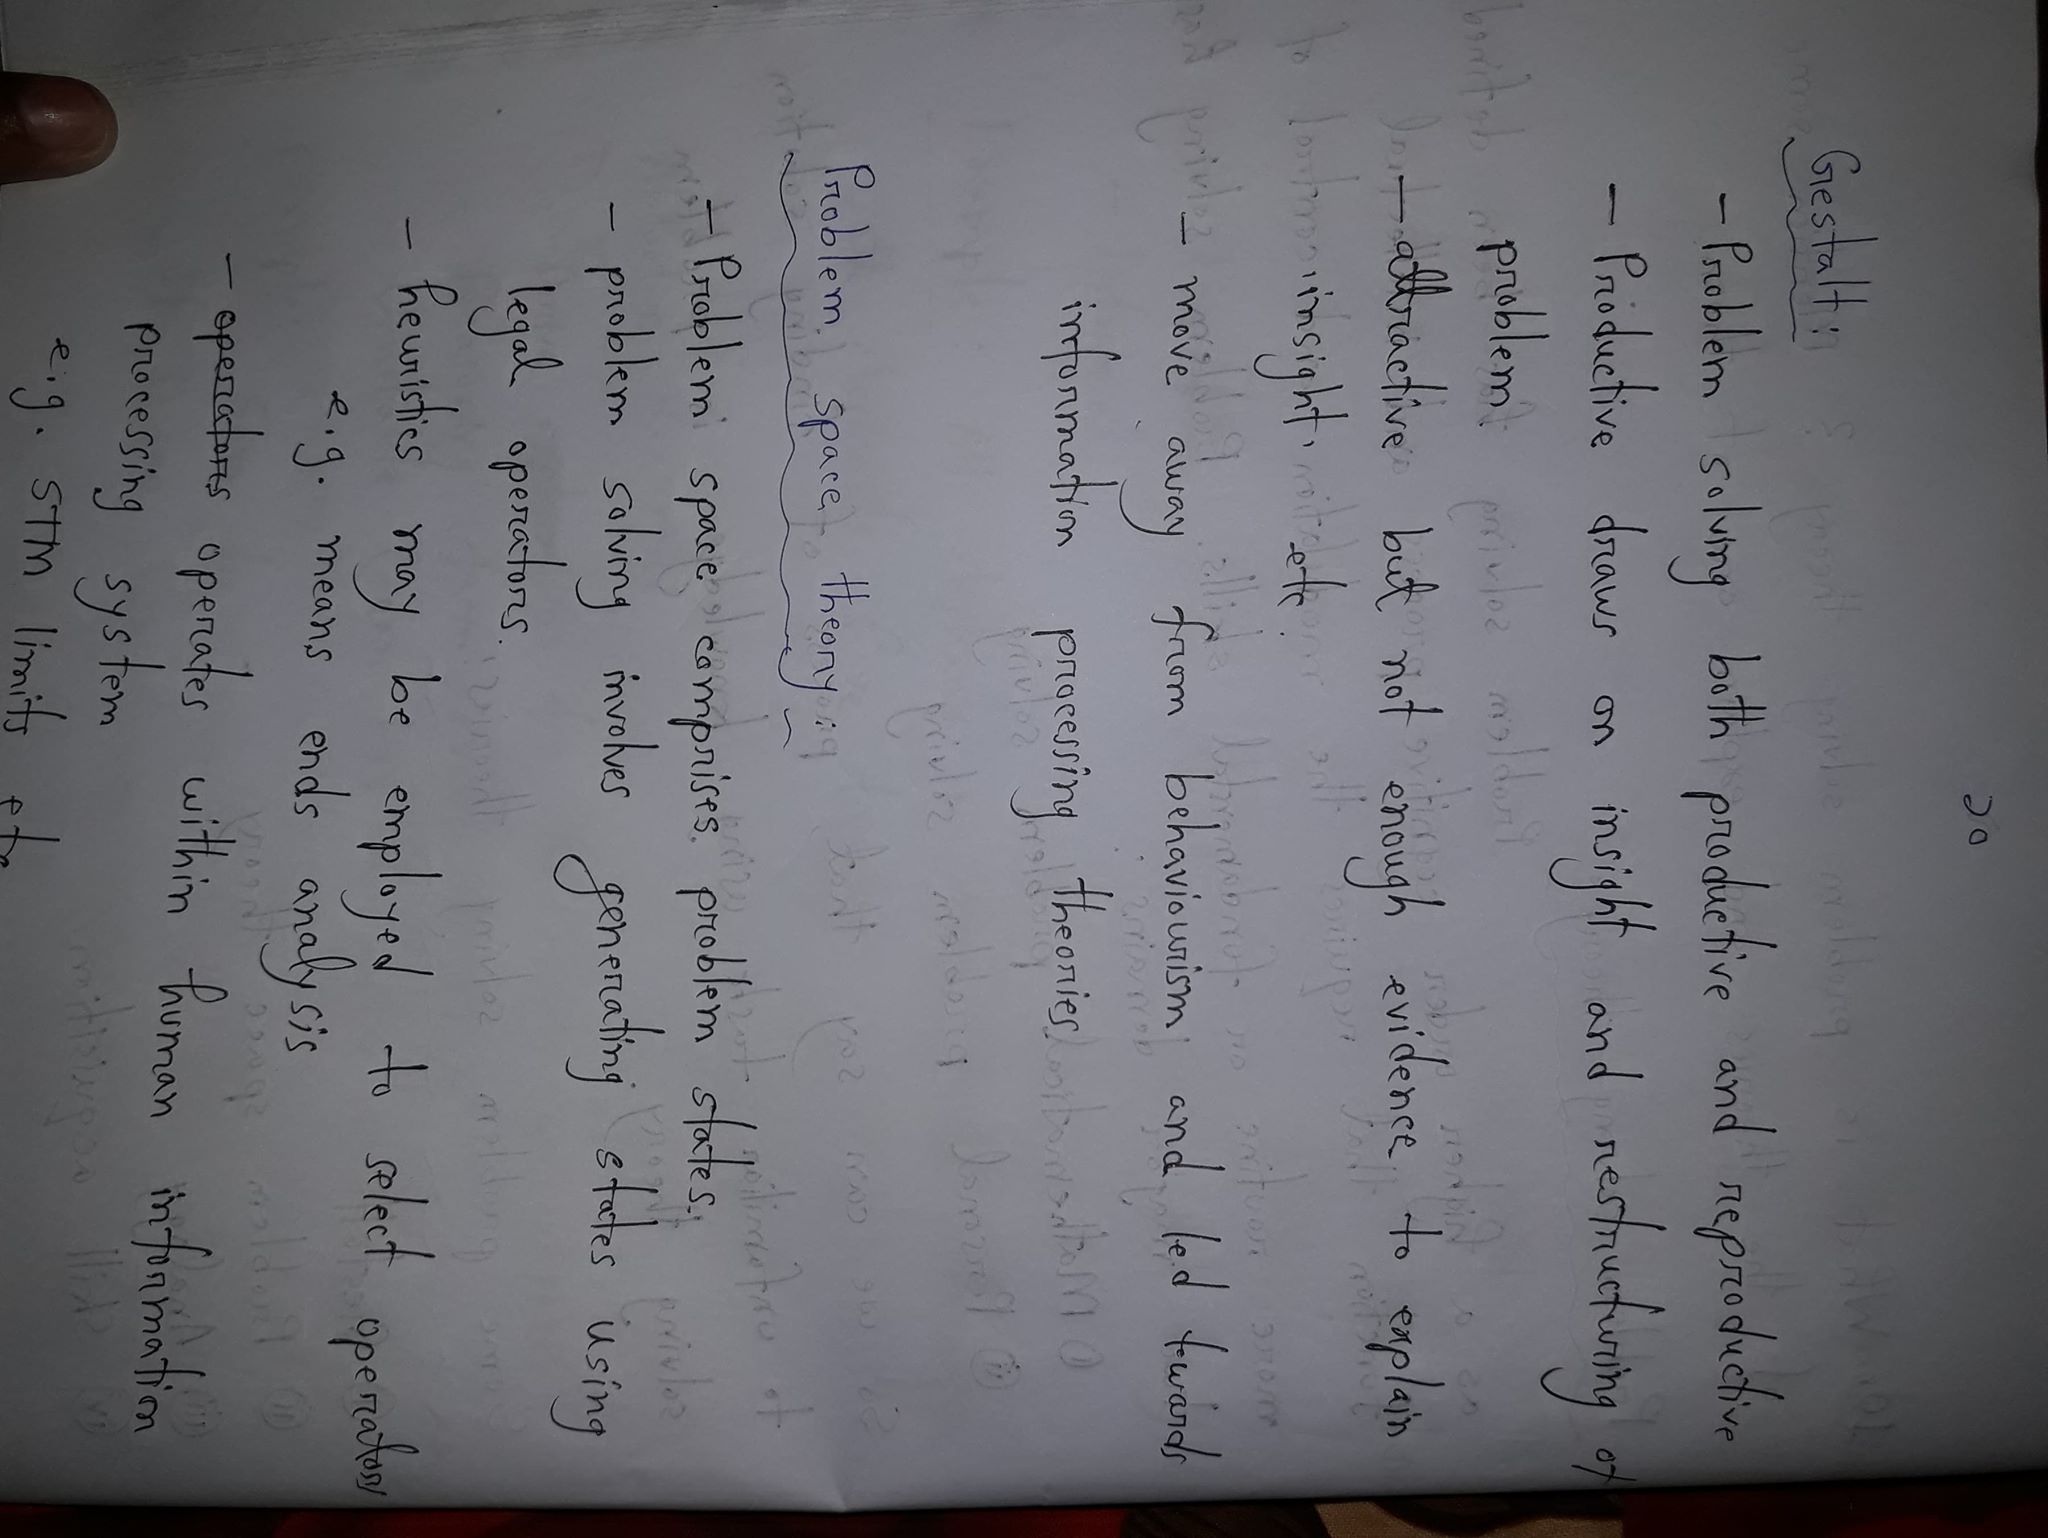 20
Gestalt
– Problem solving both productive and reproductive
– Productive draws on insight and restructuring of
problem
– attractive but not enough evidence to explain
insight, etc.
– move away from behaviourism and led towards
information processing theories.
Problem space theory
– Problem space comprises problem states.
– problem solving involves generating states using
legal operators.
– heuristics may be employed to select operators
e.g. means ends analysis
– operators operates within human information
processing system
e.g. STM limits etc